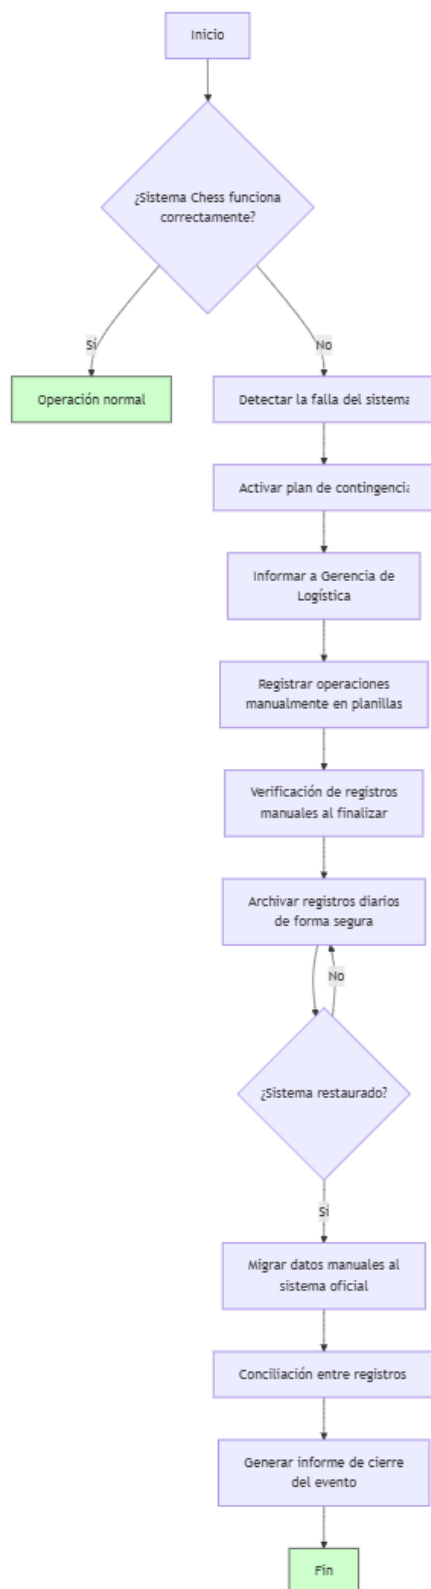 Inicio
¿Sistema Chess funciona
correctamente?
Sí
No
Operación normal
Detectar la falla del sistema
Activar plan de contingencia
Informar a Gerencia de
Logística
Registrar operaciones
manualmente en planillas
Verificación de registros
manuales al finalizar
Archivar registros diarios
de forma segura
No
¿Sistema restaurado?
Sí
Migrar datos manuales al
sistema oficial
Conciliación entre registros
Generar informe de cierre
del evento
Fin